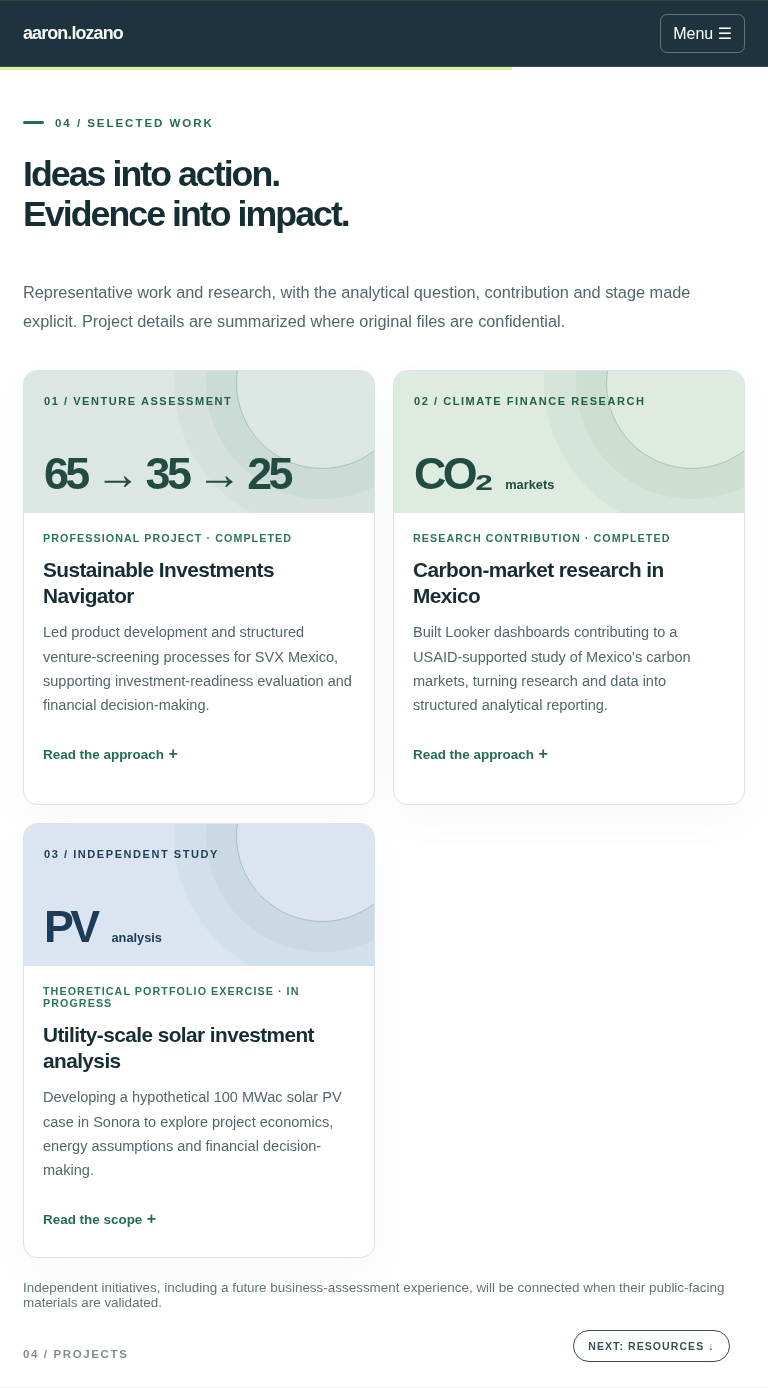 aaron.lozano
Menu ☰
04 / SELECTED WORK
Ideas into action.
Evidence into impact.
Representative work and research, with the analytical question, contribution and stage made
explicit. Project details are summarized where original files are confidential.
01 / VENTURE ASSESSMENT
65 → 35 → 25
PROFESSIONAL PROJECT · COMPLETED
Sustainable Investments
Navigator
Led product development and structured
venture-screening processes for SVX Mexico,
supporting investment-readiness evaluation and
financial decision-making.
Read the approach +
02 / CLIMATE FINANCE RESEARCH
CO₂ markets
RESEARCH CONTRIBUTION · COMPLETED
Carbon-market research in
Mexico
Built Looker dashboards contributing to a
USAID-supported study of Mexico's carbon
markets, turning research and data into
structured analytical reporting.
Read the approach +
03 / INDEPENDENT STUDY
PV analysis
THEORETICAL PORTFOLIO EXERCISE · IN
PROGRESS
Utility-scale solar investment
analysis
Developing a hypothetical 100 MWac solar PV
case in Sonora to explore project economics,
energy assumptions and financial decision-
making.
Read the scope +
Independent initiatives, including a future business-assessment experience, will be connected when their public-facing
materials are validated.
04 / PROJECTS
NEXT: RESOURCES ↓